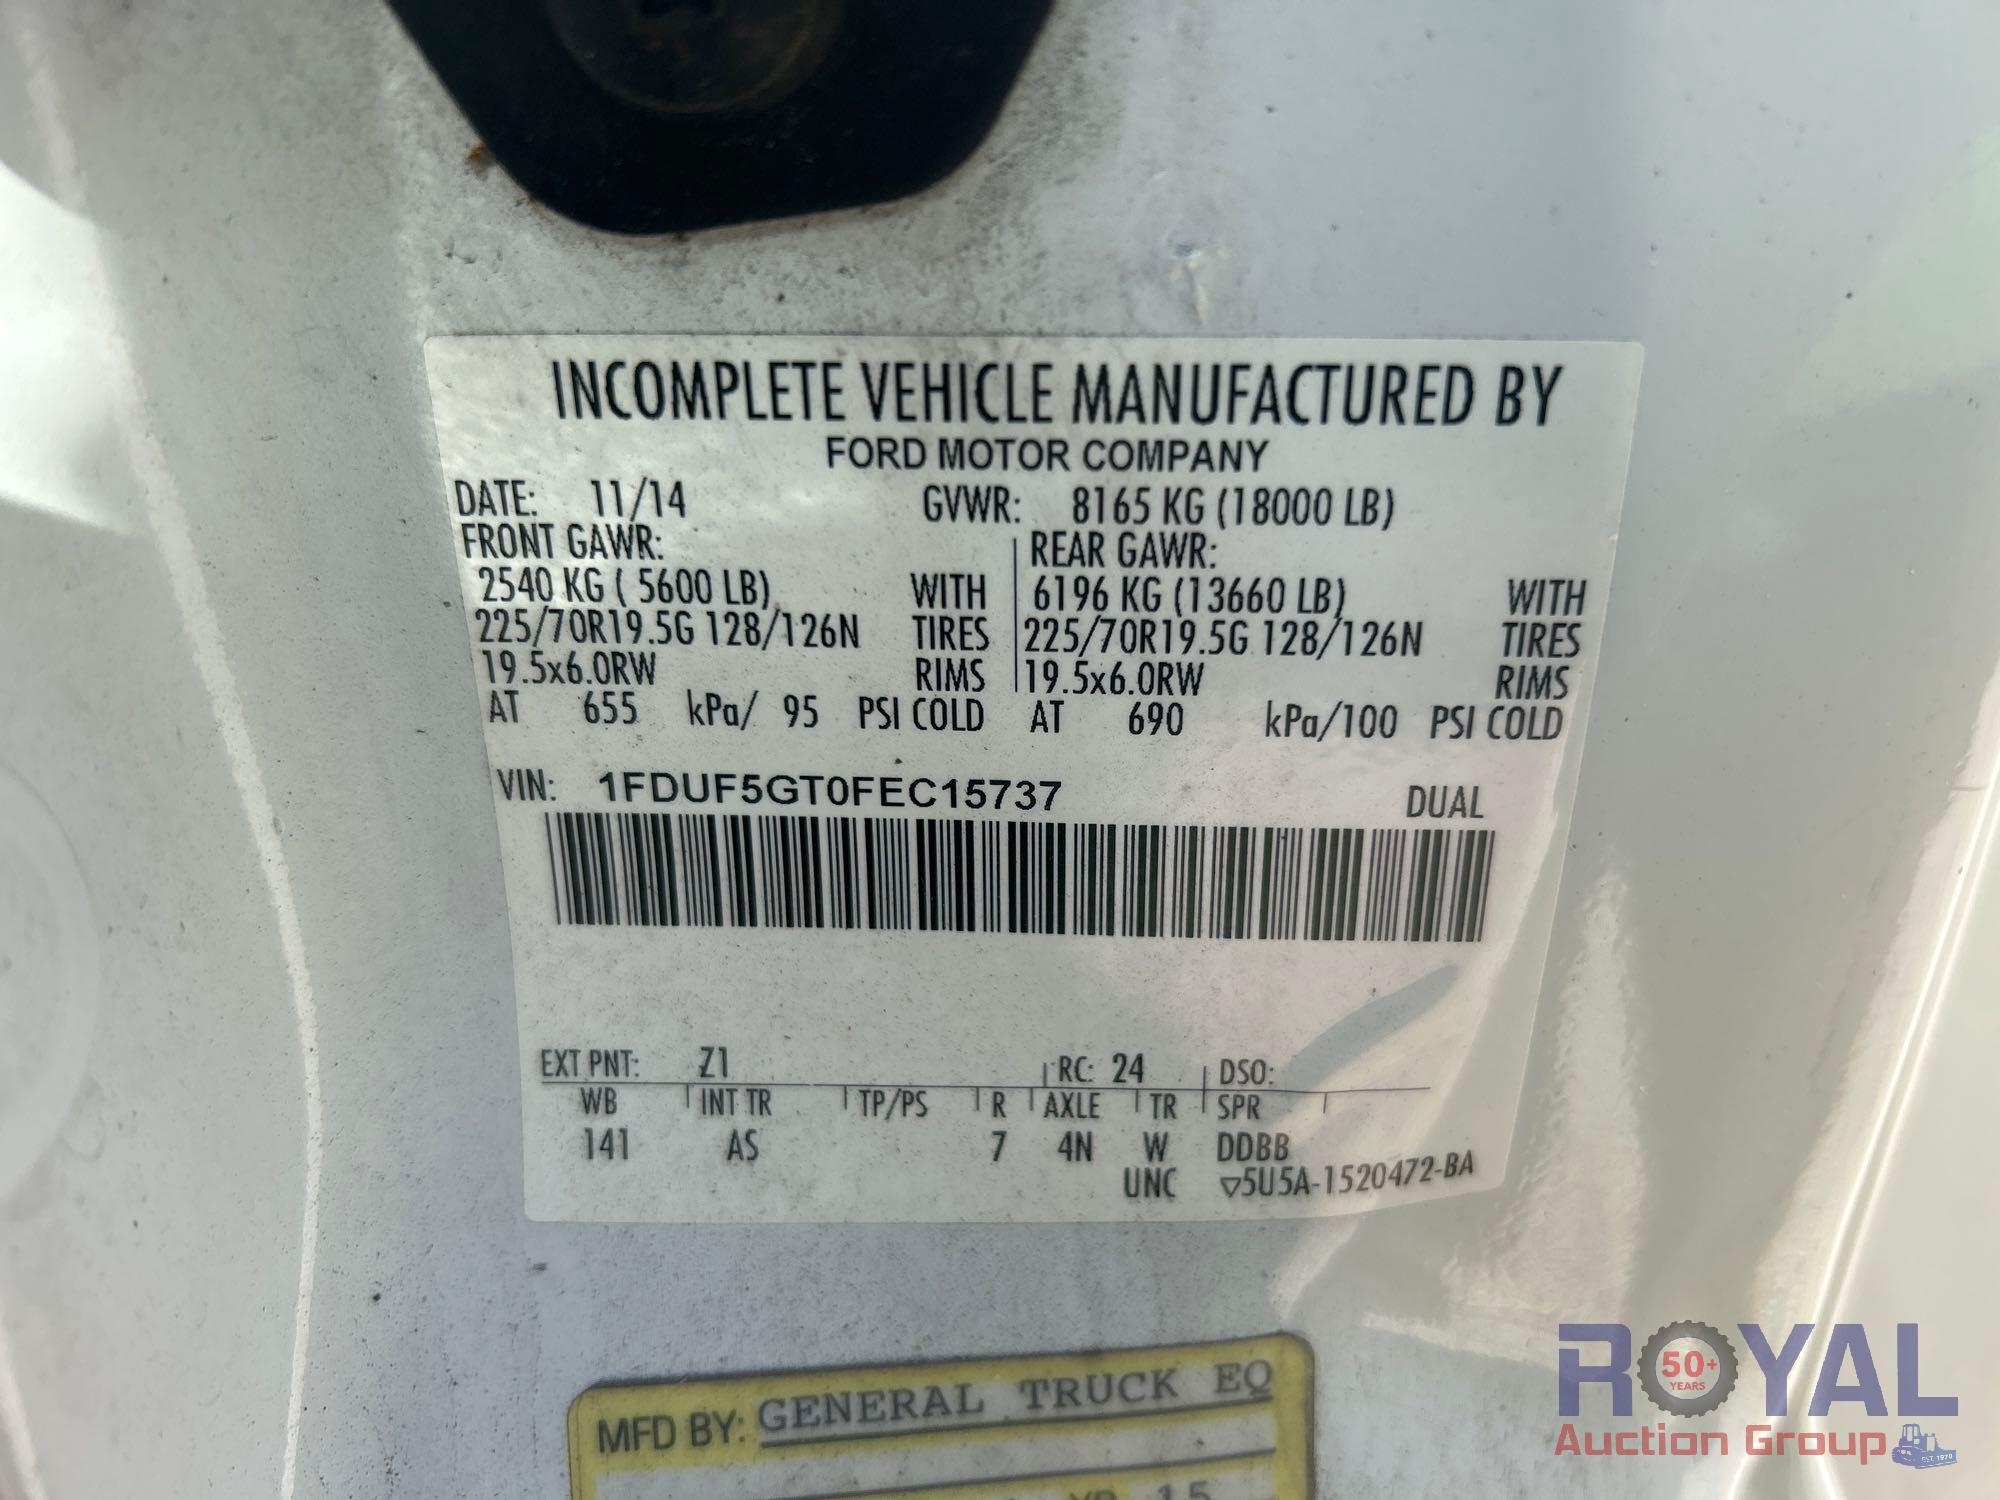 INCOMPLETE VEHICLE MANUFACTURED BY
FORD MOTOR COMPANY
DATE: 11/14 GVWR: 8165 KG (18000 LB)
FRONT GAWR: REAR GAWR:
2540 KG ( 5600 LB) WITH 6196 KG (13660 LB) WITH
225/70R19.5G 128/126N TIRES 225/70R19.5G 128/126N TIRES
19.5x6.0RW RIMS 19.5x6.0RW RIMS
AT 655 kPa/ 95 PSI COLD AT 690 kPa/100 PSI COLD
VIN: 1FDUF5GT0FEC15737 DUAL
EXT PNT: Z1 RC: 24 DSO:
WB INT TR TP/PS R AXLE TR SPR
141 AS 7 4N W DDBB
UNC ▽5U5A-1520472-BA
MFD BY: GENERAL TRUCK EQ
YR 15
ROYAL
50+ YEARS
Auction Group
EST. 1970